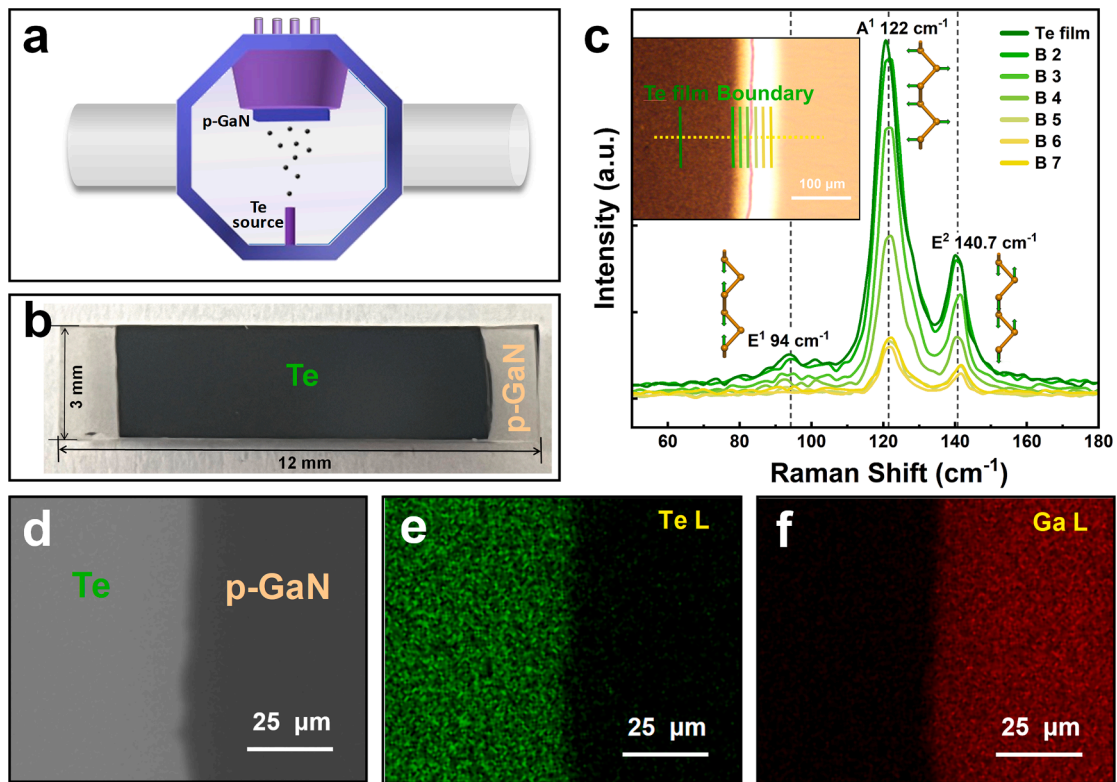 a
p-GaN
Te
source
b
Te
p-GaN
3 mm
12 mm
c
A¹ 122 cm⁻¹
Te film
B 2
B 3
B 4
B 5
B 6
B 7
Te film Boundary
100 μm
E² 140.7 cm⁻¹
E¹ 94 cm⁻¹
Intensity (a.u.)
60 80 100 120 140 160 180
Raman Shift (cm⁻¹)
d
Te
p-GaN
25 μm
e
Te L
25 μm
f
Ga L
25 μm